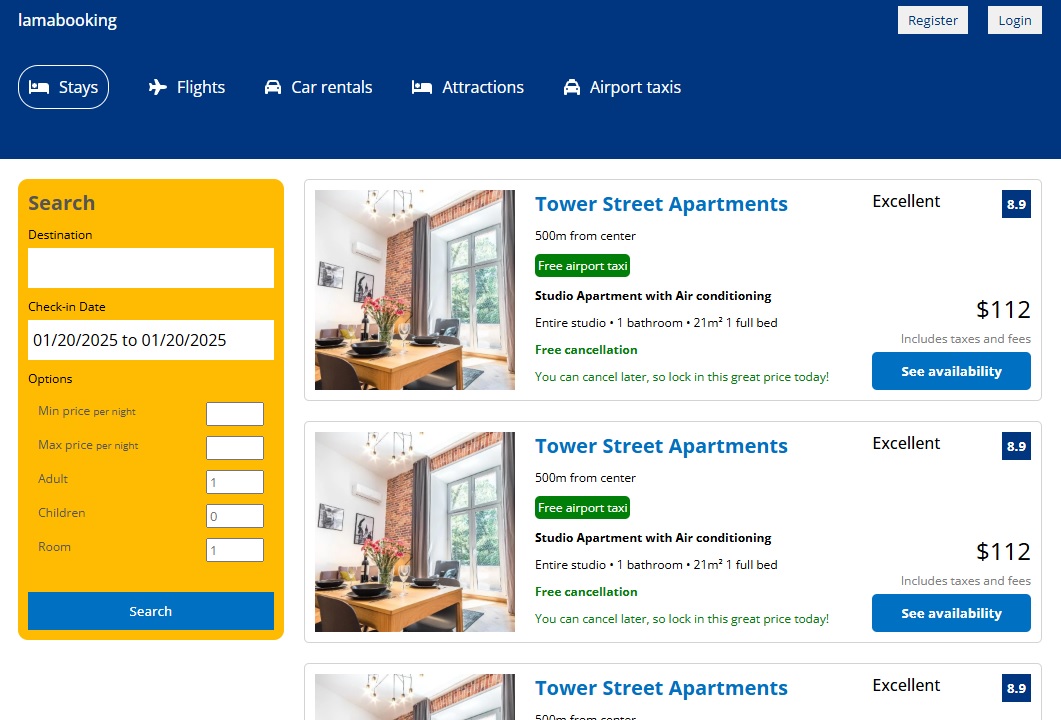 lamabooking
Register
Login
Stays
Flights
Car rentals
Attractions
Airport taxis
Search
Destination
Check-in Date
01/20/2025 to 01/20/2025
Options
Min price per night
Max price per night
Adult
1
Children
0
Room
1
Search
Tower Street Apartments
500m from center
Free airport taxi
Studio Apartment with Air conditioning
Entire studio • 1 bathroom • 21m² 1 full bed
Free cancellation
You can cancel later, so lock in this great price today!
Excellent
8.9
$112
Includes taxes and fees
See availability
Tower Street Apartments
500m from center
Free airport taxi
Studio Apartment with Air conditioning
Entire studio • 1 bathroom • 21m² 1 full bed
Free cancellation
You can cancel later, so lock in this great price today!
Excellent
8.9
$112
Includes taxes and fees
See availability
Tower Street Apartments
500m from center
Excellent
8.9